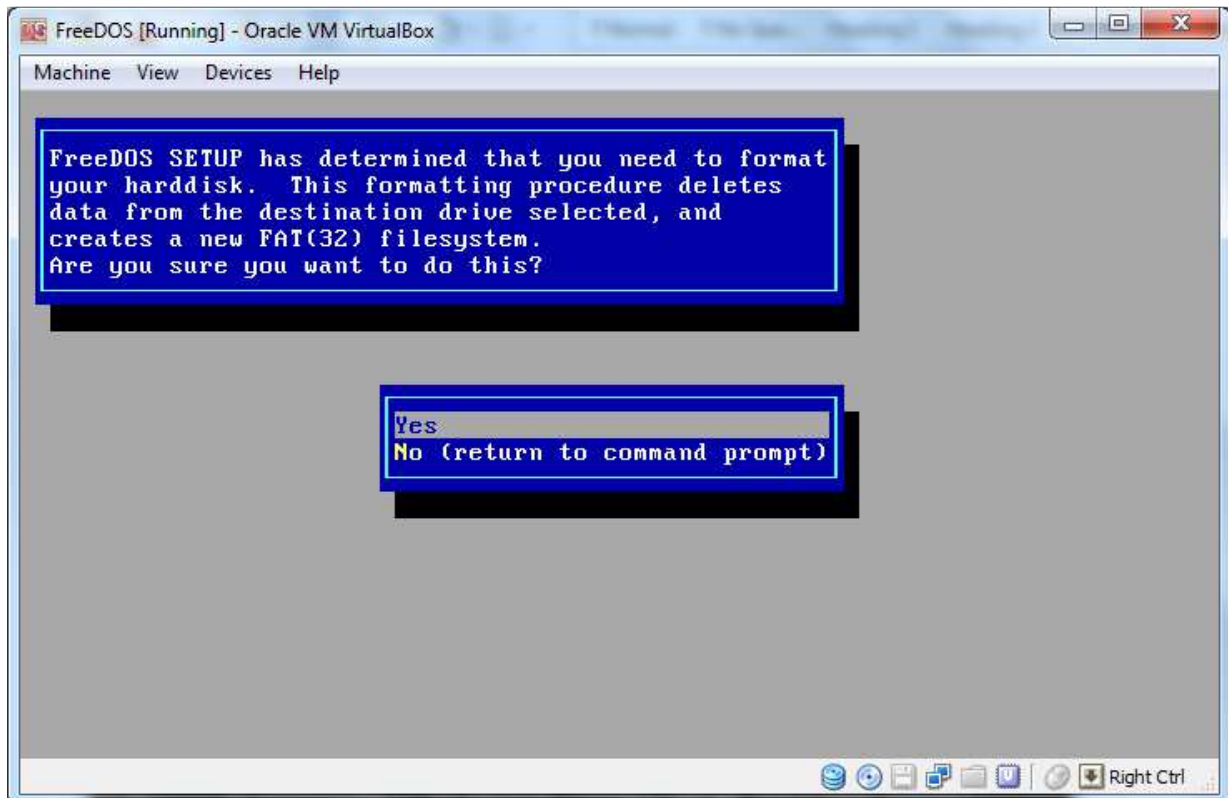 FreeDOS [Running] - Oracle VM VirtualBox
Machine View Devices Help
FreeDOS SETUP has determined that you need to format
your harddisk.  This formatting procedure deletes
data from the destination drive selected, and
creates a new FAT(32) filesystem.
Are you sure you want to do this?
Yes
No (return to command prompt)
Right Ctrl